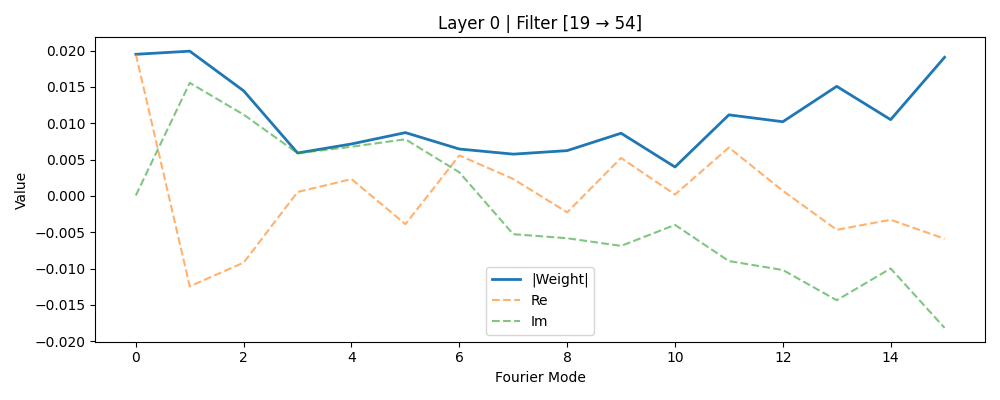 Layer 0 | Filter [19 → 54]
0.020
0.015
0.010
0.005
0.000
−0.005
−0.010
−0.015
−0.020
Value
|Weight|
Re
Im
0 2 4 6 8 10 12 14
Fourier Mode